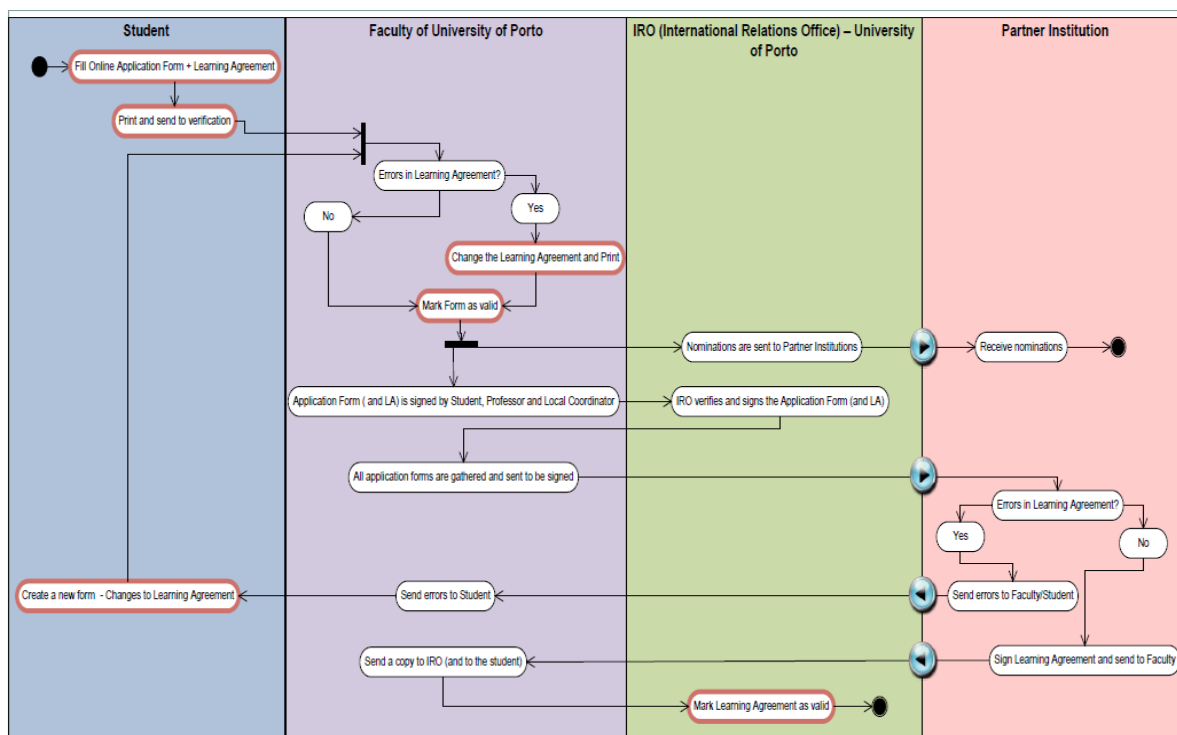 Student
Faculty of University of Porto
IRO (International Relations Office) – University
of Porto
Partner Institution
Fill Online Application Form + Learning Agreement
Print and send to verification
Errors in Learning Agreement?
No
Yes
Change the Learning Agreement and Print
Mark Form as valid
Nominations are sent to Partner Institutions
Receive nominations
Application Form ( and LA) is signed by Student, Professor and Local Coordinator
IRO verifies and signs the Application Form (and LA)
All application forms are gathered and sent to be signed
Errors in Learning Agreement?
Yes
No
Create a new form - Changes to Learning Agreement
Send errors to Student
Send errors to Faculty/Student
Send a copy to IRO (and to the student)
Sign Learning Agreement and send to Faculty
Mark Learning Agreement as valid